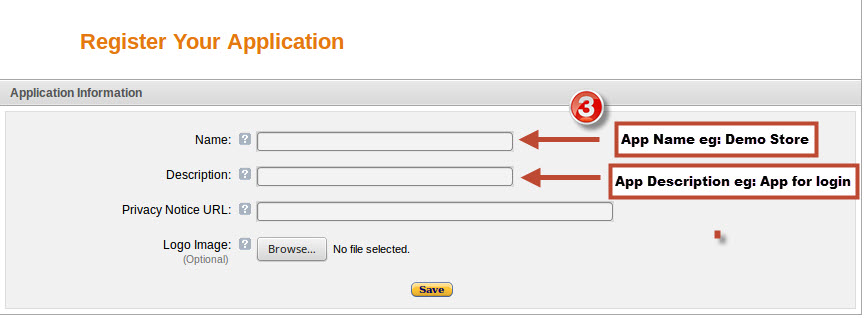 Register Your Application
Application Information
3
Name: ? App Name eg: Demo Store
Description: ? App Description eg: App for login
Privacy Notice URL: ?
Logo Image: ? Browse... No file selected.
(Optional)
Save